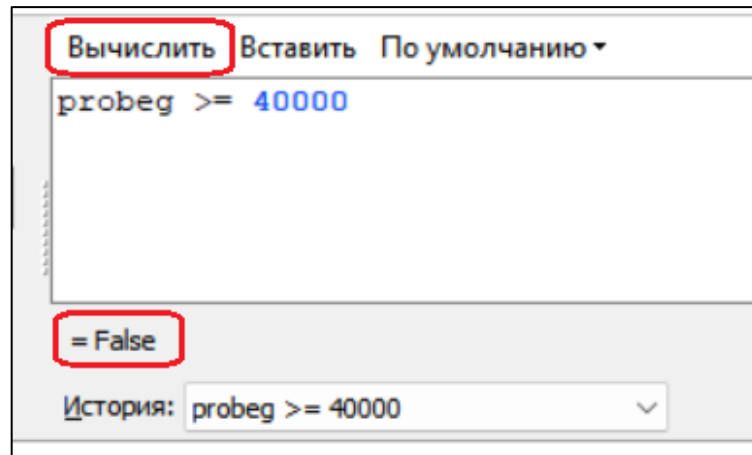 Вычислить Вставить По умолчанию
probeg >= 40000
= False
История: probeg >= 40000